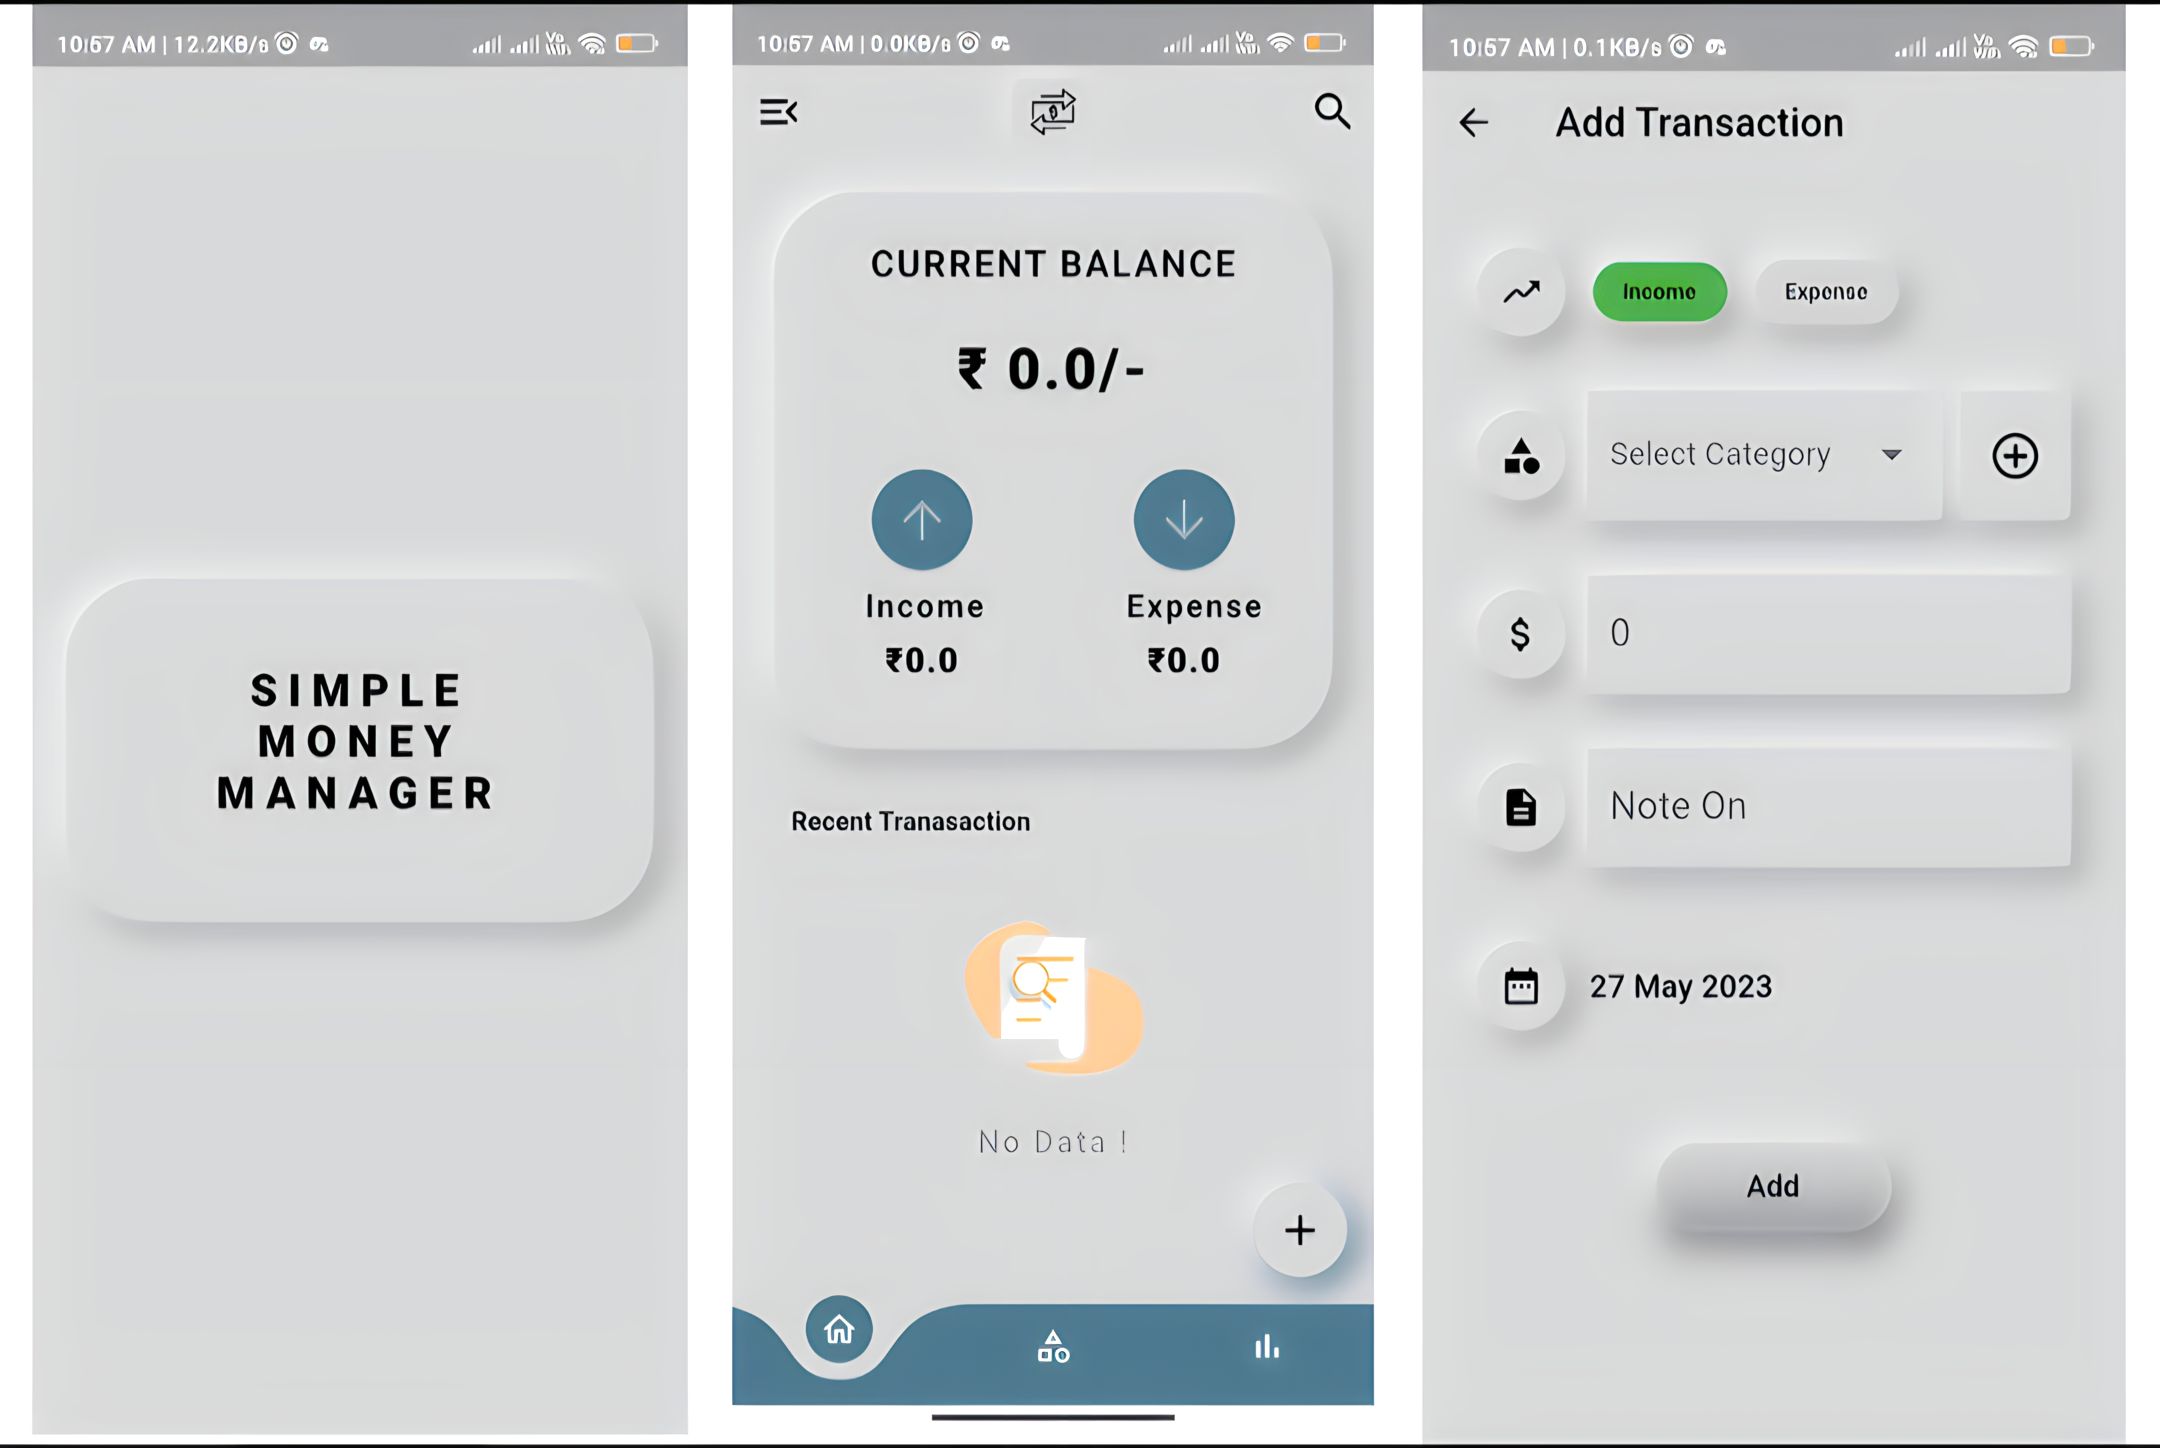 10:57 AM | 12.2KB/s
SIMPLE
MONEY
MANAGER
10:57 AM | 0.0KB/s
CURRENT BALANCE
₹ 0.0/-
Income
₹0.0
Expense
₹0.0
Recent Tranasaction
No Data !
10:57 AM | 0.1KB/s
Add Transaction
Income Expense
Select Category
$ 0
Note On
27 May 2023
Add